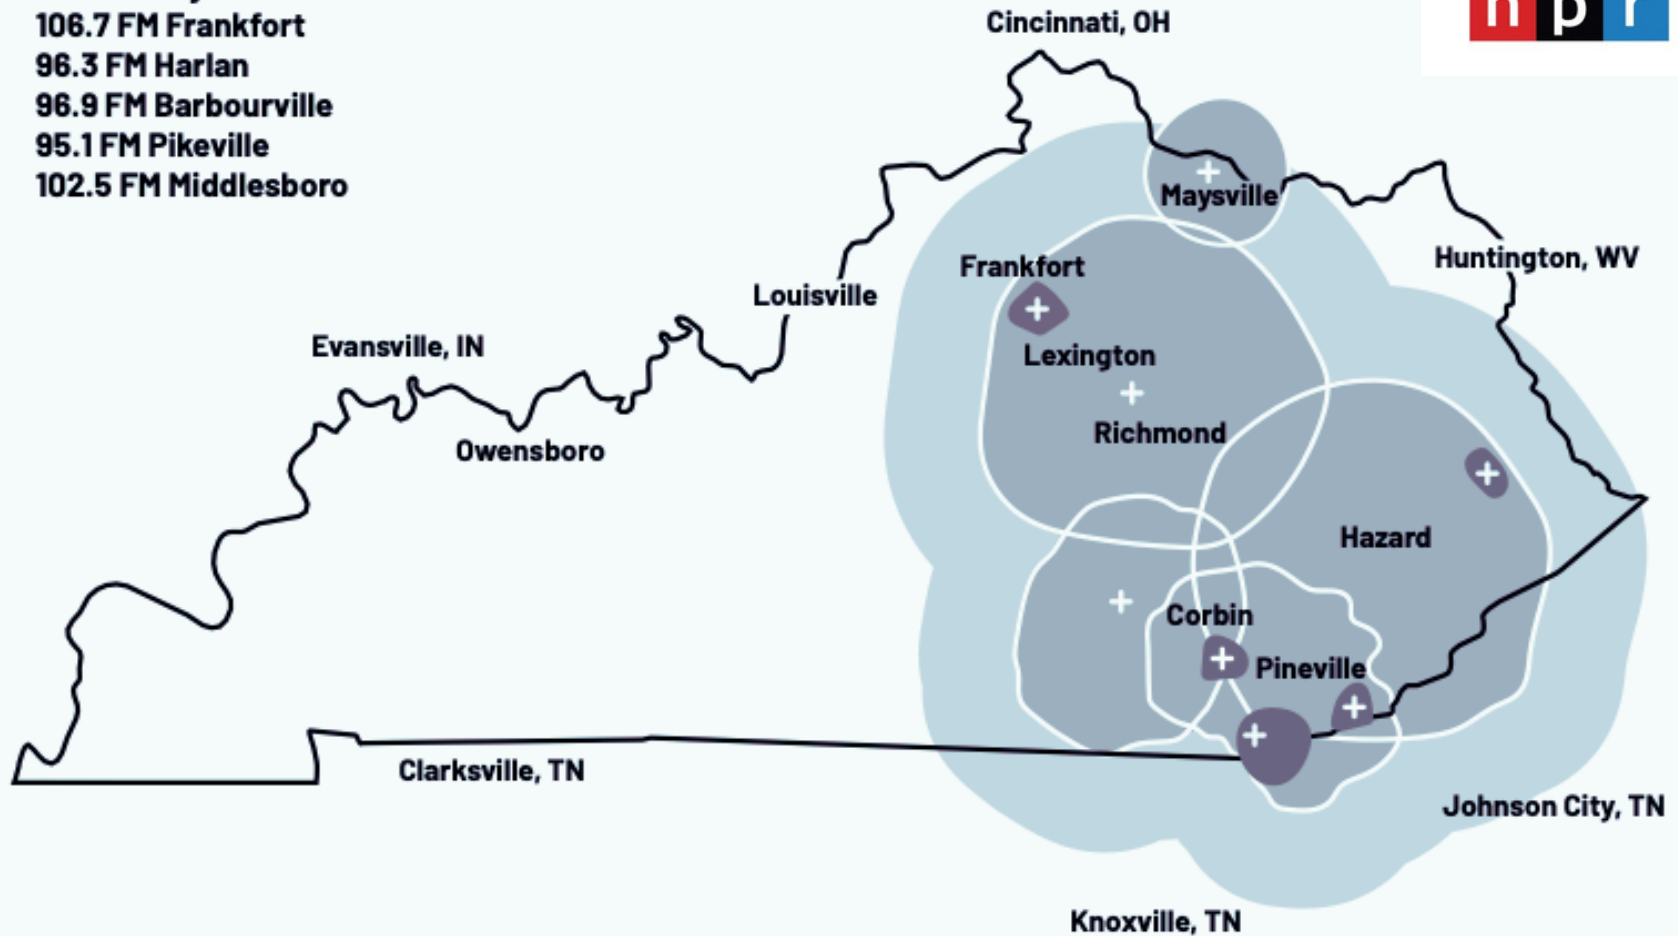 106.7 FM Frankfort
96.3 FM Harlan
96.9 FM Barbourville
95.1 FM Pikeville
102.5 FM Middlesboro
npr
Cincinnati, OH
Maysville
Huntington, WV
Frankfort
Louisville
Evansville, IN
Lexington
Richmond
Owensboro
Hazard
Corbin
Pineville
Clarksville, TN
Johnson City, TN
Knoxville, TN